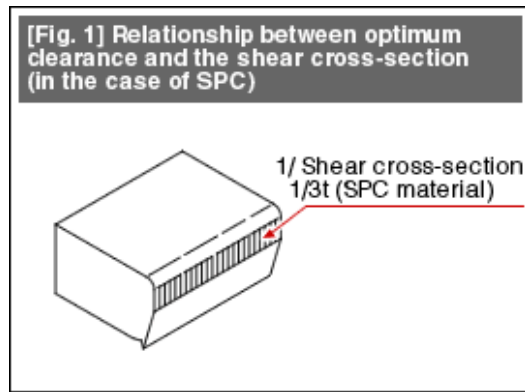 [Fig. 1] Relationship between optimum
clearance and the shear cross-section
(in the case of SPC)
1/ Shear cross-section
1/3t (SPC material)